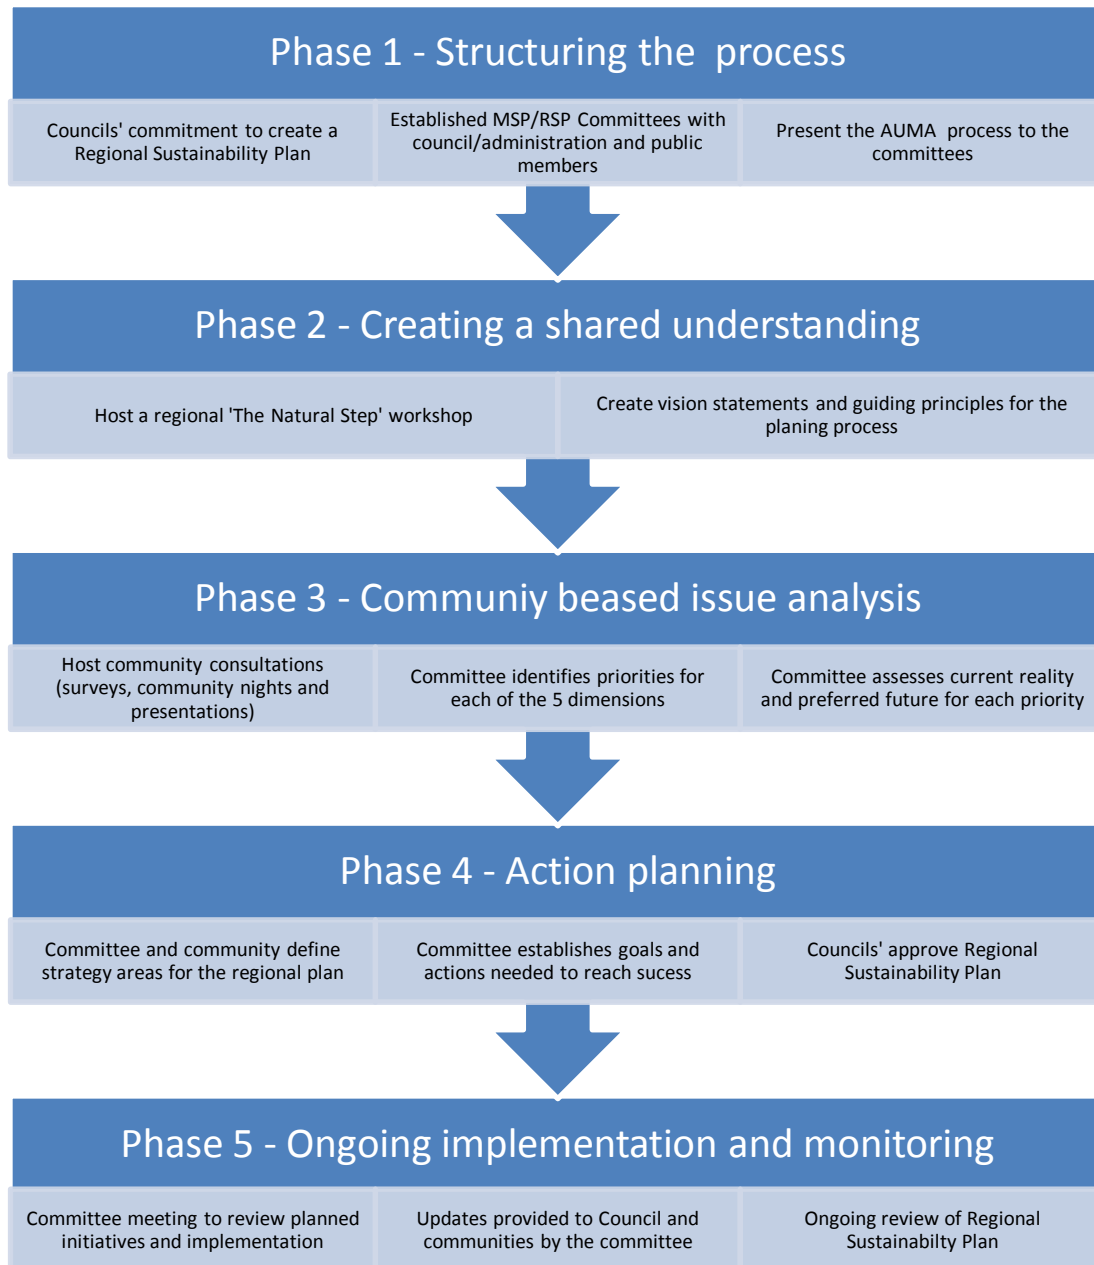 Phase 1 - Structuring the  process
Councils' commitment to create a
Regional Sustainability Plan
Established MSP/RSP Committees with
council/administration and public
members
Present the AUMA  process to the
committees
Phase 2 - Creating a shared understanding
Host a regional 'The Natural Step' workshop
Create vision statements and guiding principles for the
planing process
Phase 3 - Communiy beased issue analysis
Host community consultations
(surveys, community nights and
presentations)
Committee identifies priorities for
each of the 5 dimensions
Committee assesses current reality
and preferred future for each priority
Phase 4 - Action planning
Committee and community define
strategy areas for the regional plan
Committee establishes goals and
actions needed to reach sucess
Councils' approve Regional
Sustainability Plan
Phase 5 - Ongoing implementation and monitoring
Committee meeting to review planned
initiatives and implementation
Updates provided to Council and
communities by the committee
Ongoing review of Regional
Sustainabilty Plan